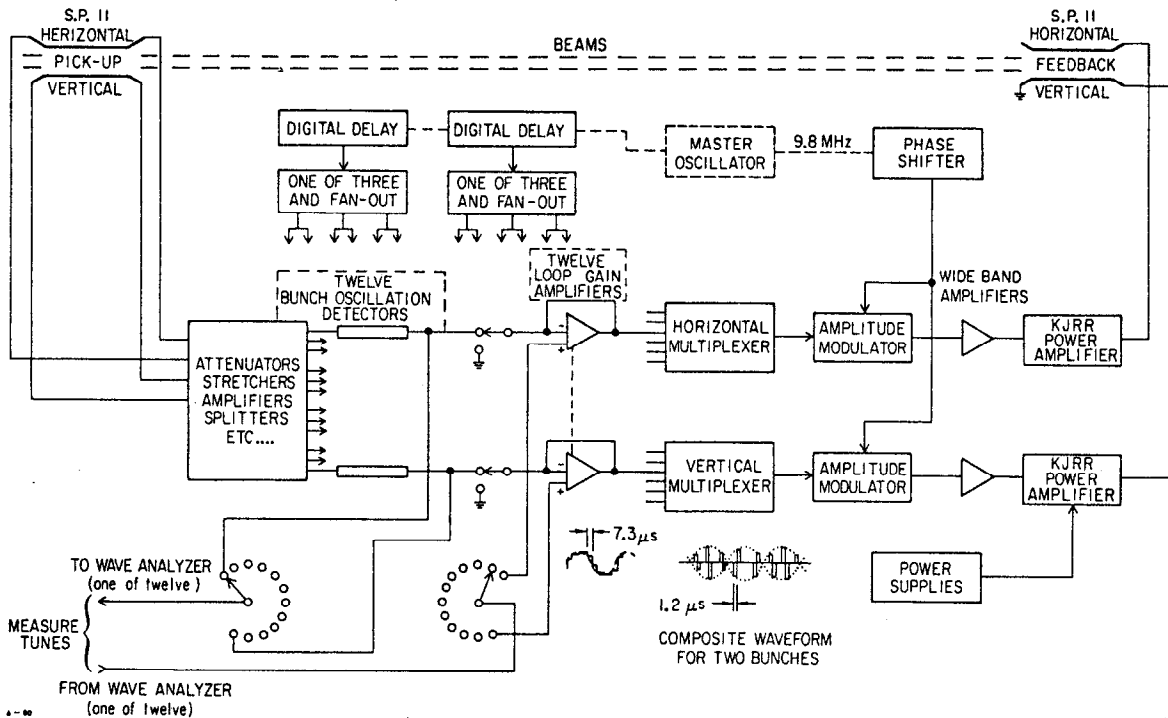 S.P. II
HERIZONTAL
PICK-UP
VERTICAL
BEAMS
S.P. II
HORIZONTAL
FEEDBACK
VERTICAL
DIGITAL DELAY
DIGITAL DELAY
MASTER
OSCILLATOR
9.8 MHz
PHASE
SHIFTER
ONE OF THREE
AND FAN-OUT
ONE OF THREE
AND FAN-OUT
TWELVE
BUNCH OSCILLATION
DETECTORS
TWELVE
LOOP GAIN
AMPLIFIERS
WIDE BAND
AMPLIFIERS
ATTENUATORS
STRETCHERS
AMPLIFIERS
SPLITTERS
ETC....
-
+
HORIZONTAL
MULTIPLEXER
AMPLITUDE
MODULATOR
KJRR
POWER
AMPLIFIER
-
+
VERTICAL
MULTIPLEXER
AMPLITUDE
MODULATOR
KJRR
POWER
AMPLIFIER
7.3 μs
1.2 μs
COMPOSITE WAVEFORM
FOR TWO BUNCHES
POWER
SUPPLIES
TO WAVE ANALYZER
(one of twelve)
MEASURE
TUNES
FROM WAVE ANALYZER
(one of twelve)